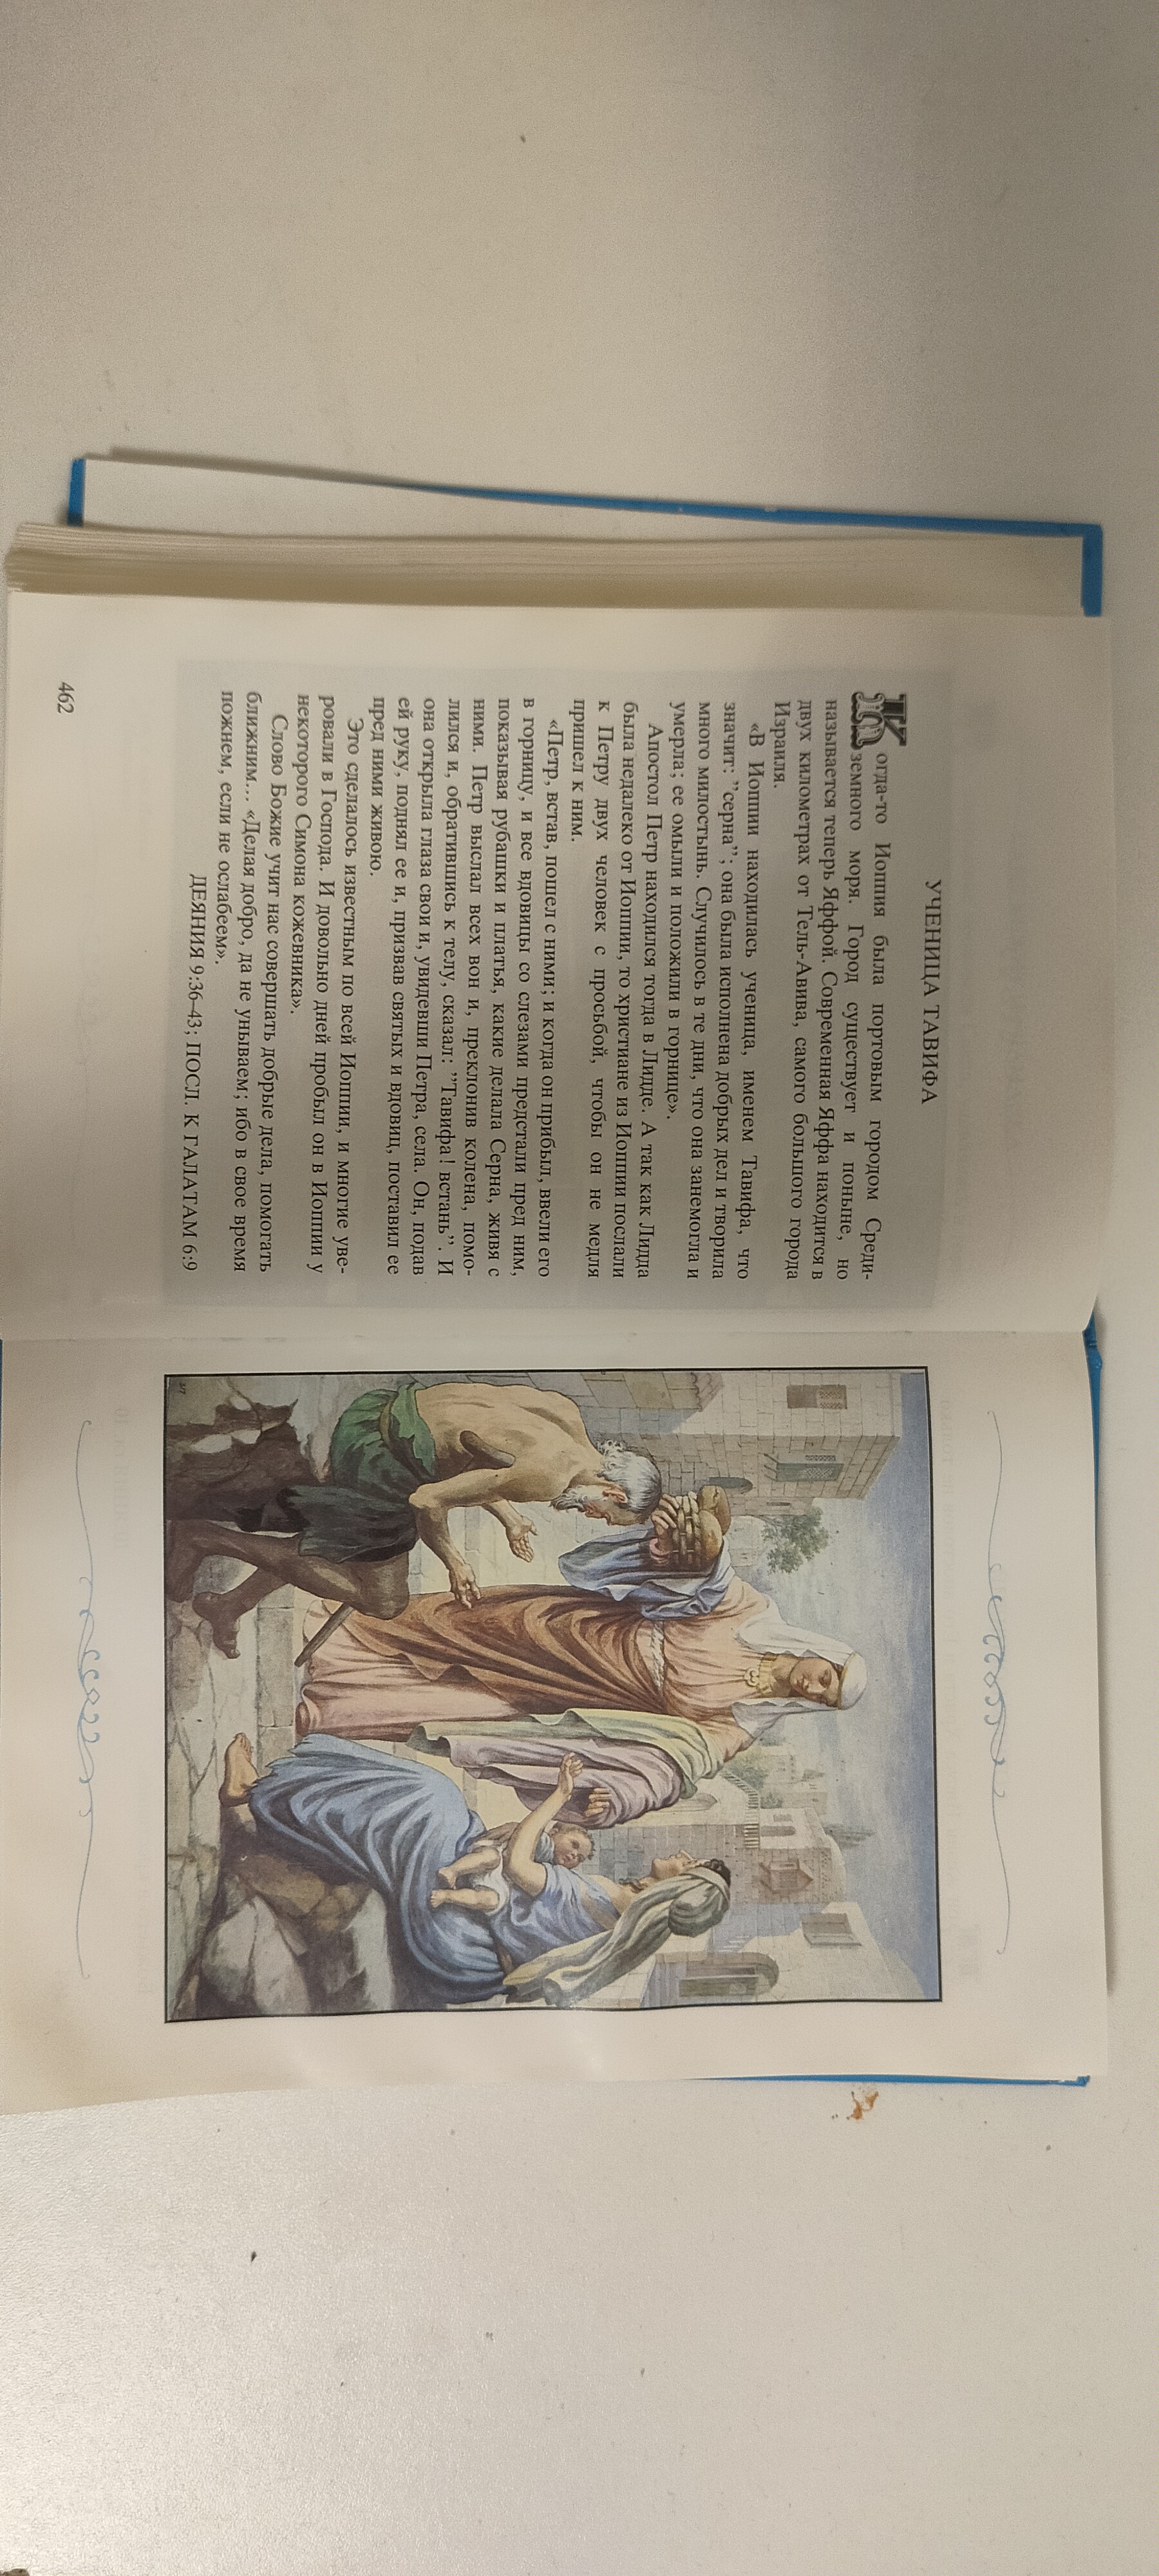 УЧЕНИЦА ТАВИФА
Когда-то Иоппия была портовым городом Среди-
земного моря. Город существует и поныне, но
называется теперь Яффой. Современная Яффа находится в
двух километрах от Тель-Авива, самого большого города
Израиля.
«В Иоппии находилась ученица, именем Тавифа, что
значит: ”серна”; она была исполнена добрых дел и творила
много милостынь. Случилось в те дни, что она занемогла и
умерла; ее омыли и положили в горнице».
Апостол Петр находился тогда в Лидде. А так как Лидда
была недалеко от Иоппии, то христиане из Иоппии послали
к Петру двух человек с просьбой, чтобы он не медля
пришел к ним.
«Петр, встав, пошел с ними; и когда он прибыл, ввели его
в горницу, и все вдовицы со слезами предстали пред ним,
показывая рубашки и платья, какие делала Серна, живя с
ними. Петр выслал всех вон и, преклонив колена, помо-
лился и, обратившись к телу, сказал: ”Тавифа! встань”. И
она открыла глаза свои и, увидевши Петра, села. Он, подав
ей руку, поднял ее и, призвав святых и вдовиц, поставил ее
пред ними живою.
Это сделалось известным по всей Иоппии, и многие уве-
ровали в Господа. И довольно дней пробыл он в Иоппии у
некоторого Симона кожевника».
Слово Божие учит нас совершать добрые дела, помогать
ближним... «Делая добро, да не унываем; ибо в свое время
пожнем, если не ослабеем».
ДЕЯНИЯ 9:36–43; ПОСЛ. К ГАЛАТАМ 6:9
462